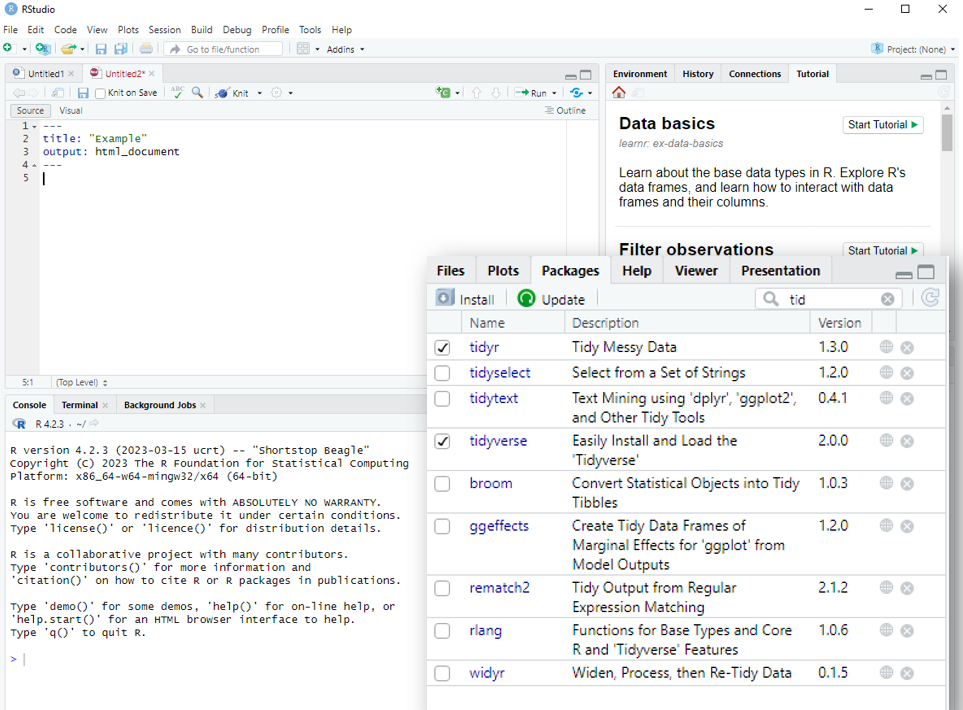 RStudio
File Edit Code View Plots Session Build Debug Profile Tools Help
Go to file/function Addins Project: (None)
Untitled1 Untitled2*
Knit on Save ABC Knit Run
Source Visual Outline
1 ---
2 title: "Example"
3 output: html_document
4 ---
5
5:1 (Top Level)
Console Terminal Background Jobs
R 4.2.3 · ~/
R version 4.2.3 (2023-03-15 ucrt) -- "Shortstop Beagle"
Copyright (C) 2023 The R Foundation for Statistical Computing
Platform: x86_64-w64-mingw32/x64 (64-bit)
R is free software and comes with ABSOLUTELY NO WARRANTY.
You are welcome to redistribute it under certain conditions.
Type 'license()' or 'licence()' for distribution details.
R is a collaborative project with many contributors.
Type 'contributors()' for more information and
'citation()' on how to cite R or R packages in publications.
Type 'demo()' for some demos, 'help()' for on-line help, or
'help.start()' for an HTML browser interface to help.
Type 'q()' to quit R.
>
Environment History Connections Tutorial
Data basics Start Tutorial
learnr: ex-data-basics
Learn about the base data types in R. Explore R's
data frames, and learn how to interact with data
frames and their columns.
Filter observations Start Tutorial
Files Plots Packages Help Viewer Presentation
Install Update tid
Name Description Version
tidyr Tidy Messy Data 1.3.0
tidyselect Select from a Set of Strings 1.2.0
tidytext Text Mining using 'dplyr', 'ggplot2', 0.4.1
and Other Tidy Tools
tidyverse Easily Install and Load the 2.0.0
'Tidyverse'
broom Convert Statistical Objects into Tidy 1.0.3
Tibbles
ggeffects Create Tidy Data Frames of 1.2.0
Marginal Effects for 'ggplot' from
Model Outputs
rematch2 Tidy Output from Regular 2.1.2
Expression Matching
rlang Functions for Base Types and Core 1.0.6
R and 'Tidyverse' Features
widyr Widen, Process, then Re-Tidy Data 0.1.5